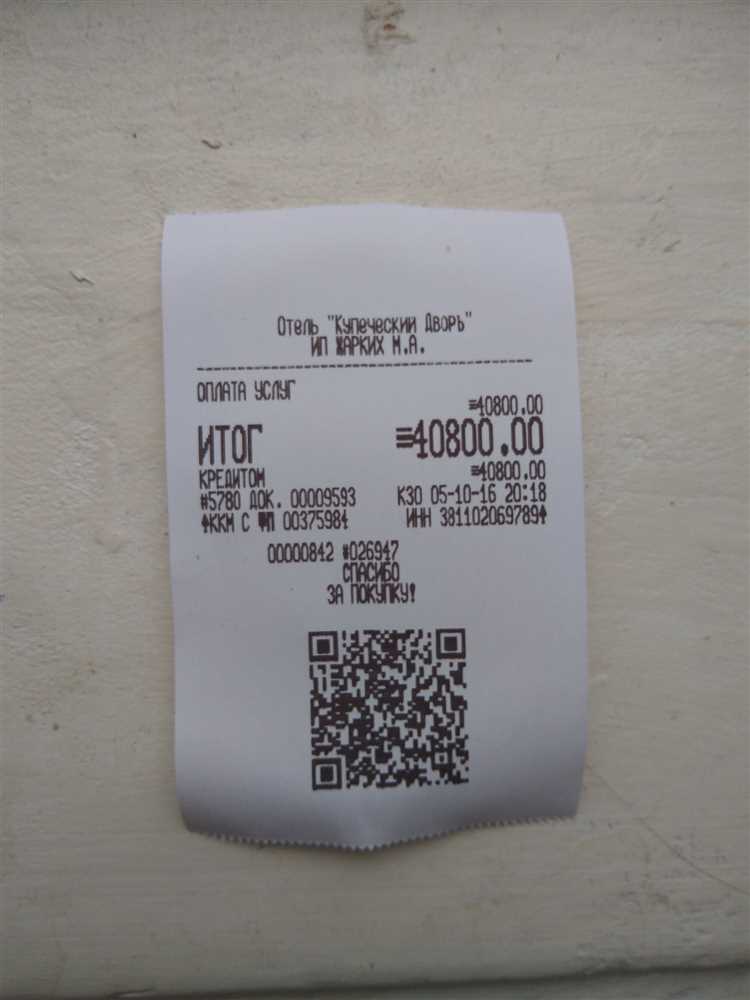 Отель "Купеческий Дворъ"
ИП ЖАРКИХ М.А.
ОПЛАТА УСЛУГ
≡40800.00
ИТОГ ≡40800.00
КРЕДИТОМ ≡40800.00
#5780 ДОК. 00009593 КЗО 05-10-16 20:18
ККМ С ФП 00375984 ИНН 381102069789
00000842 #026947
СПАСИБО
ЗА ПОКУПКУ!